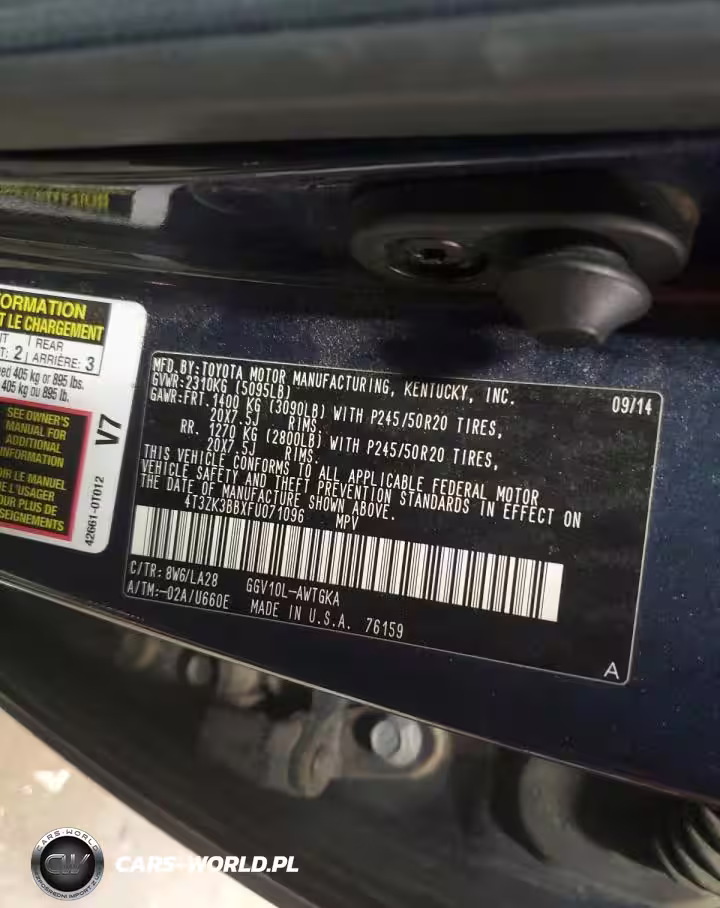 FORMATION
T LE CHARGEMENT
REAR
2 ARRIÈRE: 3
ed 405 kg or 895 lbs.
405 kg ou 895 lb.
SEE OWNER'S
MANUAL FOR
ADDITIONAL
INFORMATION
LE MANUEL
L'USAGER
PLUS DE
V7
42661-0T012
MFD.BY:TOYOTA MOTOR MANUFACTURING, KENTUCKY, INC.
09/14
GVWR:2310KG (5095LB)
GAWR:FRT.1400 KG (3090LB) WITH P245/50R20 TIRES,
20X7.5J RIMS.
RR. 1270 KG (2800LB) WITH P245/50R20 TIRES,
20X7.5J RIMS.
THIS VEHICLE CONFORMS TO ALL APPLICABLE FEDERAL MOTOR
VEHICLE SAFETY AND THEFT PREVENTION STANDARDS IN EFFECT ON
THE DATE OF MANUFACTURE SHOWN ABOVE.
4T3ZK3BBXFU071096 MPV
C/TR: 8W6/LA28 GGV10L-AWTGKA
A/TM:-02A/U660E MADE IN U.S.A. 76159
A
CARS-WORLD
CW
CARS-WORLD.PL